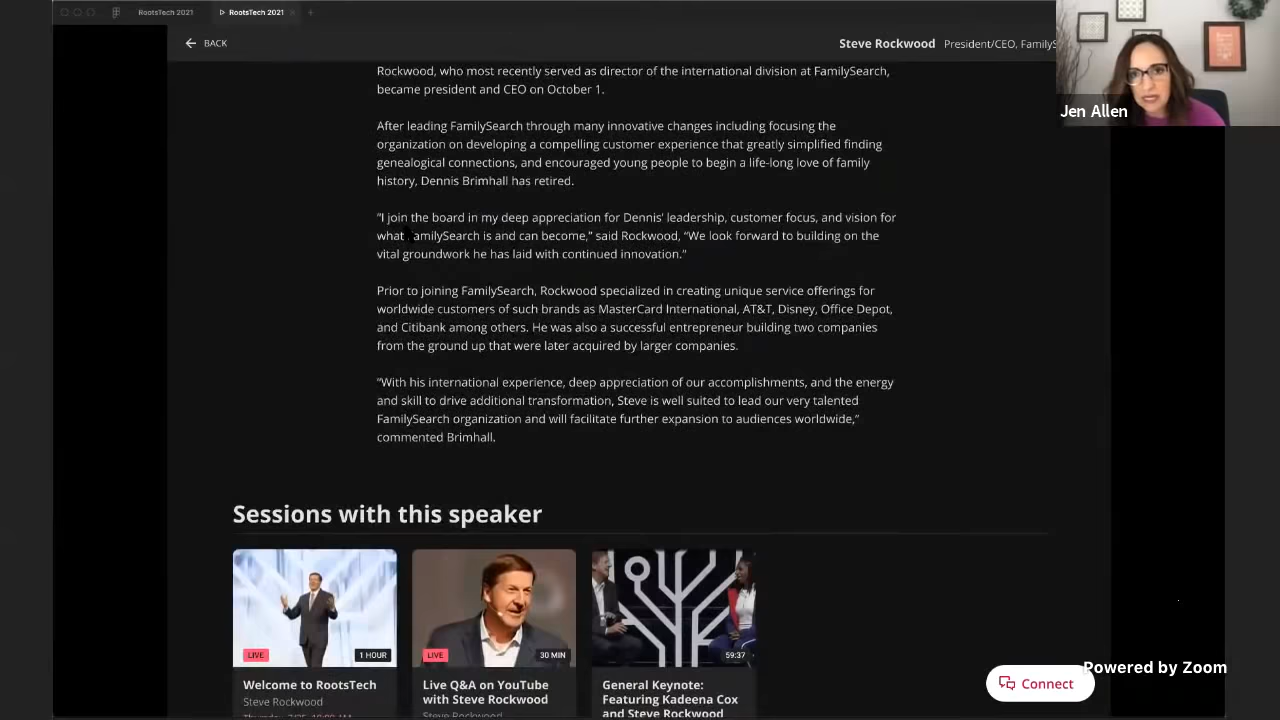 RootsTech 2021
RootsTech 2021
BACK
Steve Rockwood President/CEO, FamilyS
Jen Allen
Rockwood, who most recently served as director of the international division at FamilySearch,
became president and CEO on October 1.
After leading FamilySearch through many innovative changes including focusing the
organization on developing a compelling customer experience that greatly simplified finding
genealogical connections, and encouraged young people to begin a life-long love of family
history, Dennis Brimhall has retired.
"I join the board in my deep appreciation for Dennis' leadership, customer focus, and vision for
what FamilySearch is and can become," said Rockwood, "We look forward to building on the
vital groundwork he has laid with continued innovation."
Prior to joining FamilySearch, Rockwood specialized in creating unique service offerings for
worldwide customers of such brands as MasterCard International, AT&T, Disney, Office Depot,
and Citibank among others. He was also a successful entrepreneur building two companies
from the ground up that were later acquired by larger companies.
"With his international experience, deep appreciation of our accomplishments, and the energy
and skill to drive additional transformation, Steve is well suited to lead our very talented
FamilySearch organization and will facilitate further expansion to audiences worldwide,"
commented Brimhall.
Sessions with this speaker
LIVE 1 HOUR
LIVE 30 MIN
59:37
Welcome to RootsTech
Steve Rockwood
Live Q&A on YouTube
with Steve Rockwood
Steve Rockwood
General Keynote:
Featuring Kadeena Cox
and Steve Rockwood
Connect
Powered by Zoom